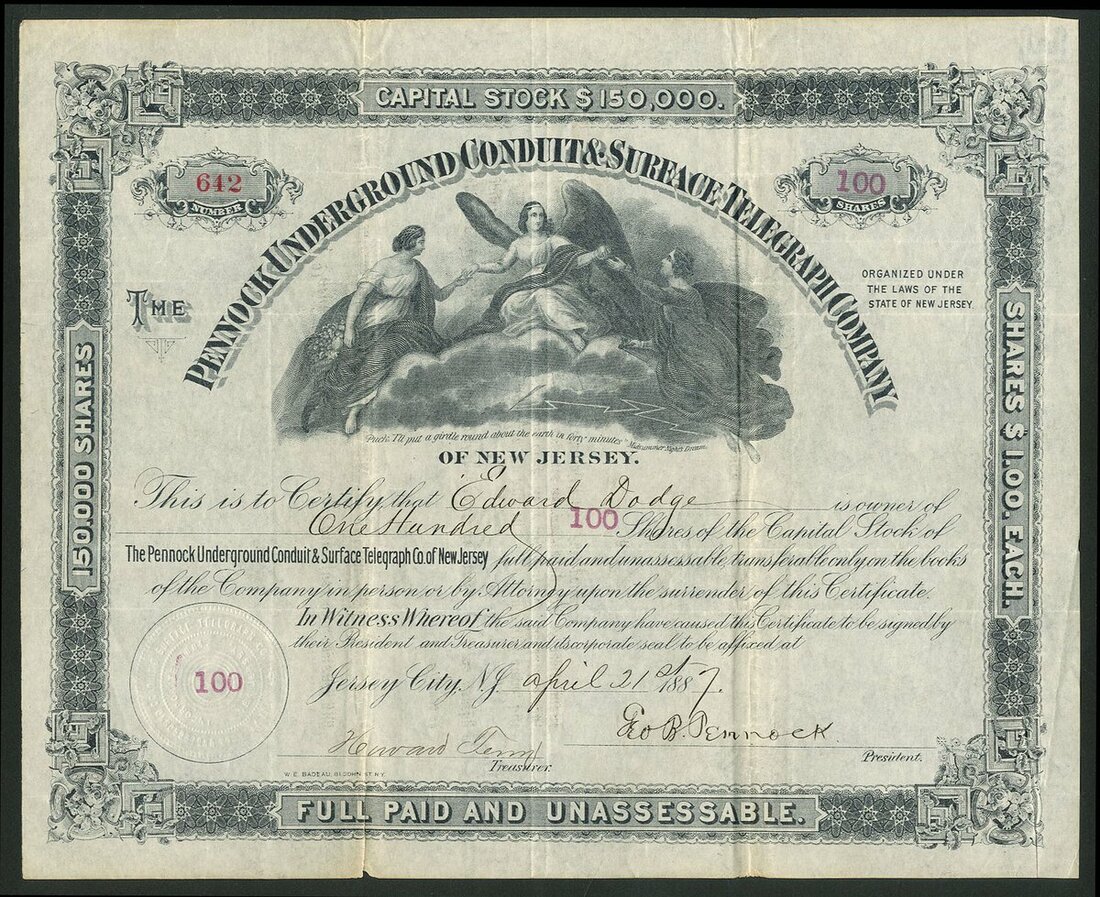 CAPITAL STOCK $150,000.
642
NUMBER
100
SHARES
THE
PENNOCK UNDERGROUND CONDUIT & SURFACE TELEGRAPH COMPANY
ORGANIZED UNDER
THE LAWS OF THE
STATE OF NEW JERSEY.
150,000 SHARES
SHARES $1.00. EACH.
"Puck: I'll put a girdle round about the earth in forty minutes" Midsummer Night's Dream.
OF NEW JERSEY.
This is to Certify, that Edward Dodge is owner of
One Hundred 100 Shares of the Capital Stock of
The Pennock Underground Conduit & Surface Telegraph Co. of New Jersey full paid and unassessable, transferable only on the books
of the Company in person or by Attorney upon the surrender of this Certificate.
In Witness Whereof the said Company have caused this Certificate to be signed by
their President and Treasurer and its corporate seal to be affixed at
Jersey City, N.J. April 21st 1887.
100
Geo B. Pennock
President.
Howard Terry
Treasurer.
W. E. BADEAU,
FULL PAID AND UNASSESSABLE.